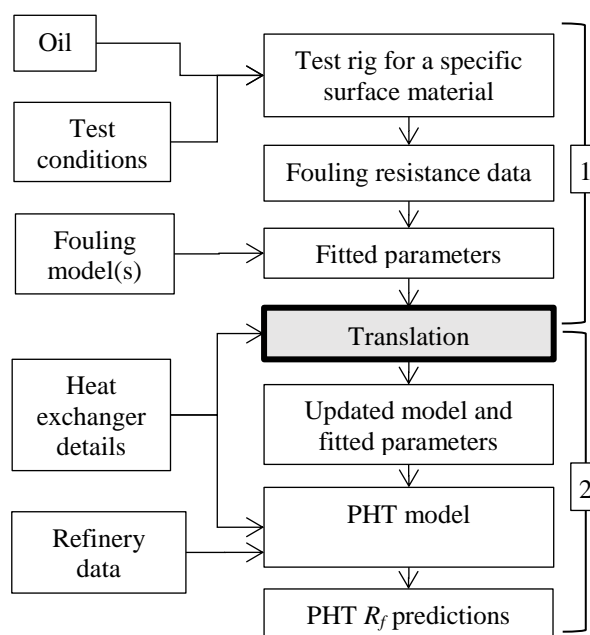 Oil
Test rig for a specific
surface material
Test
conditions
1
Fouling resistance data
Fouling
model(s)
Fitted parameters
Translation
Heat
exchanger
details
Updated model and
fitted parameters
2
PHT model
Refinery
data
PHT Rf predictions